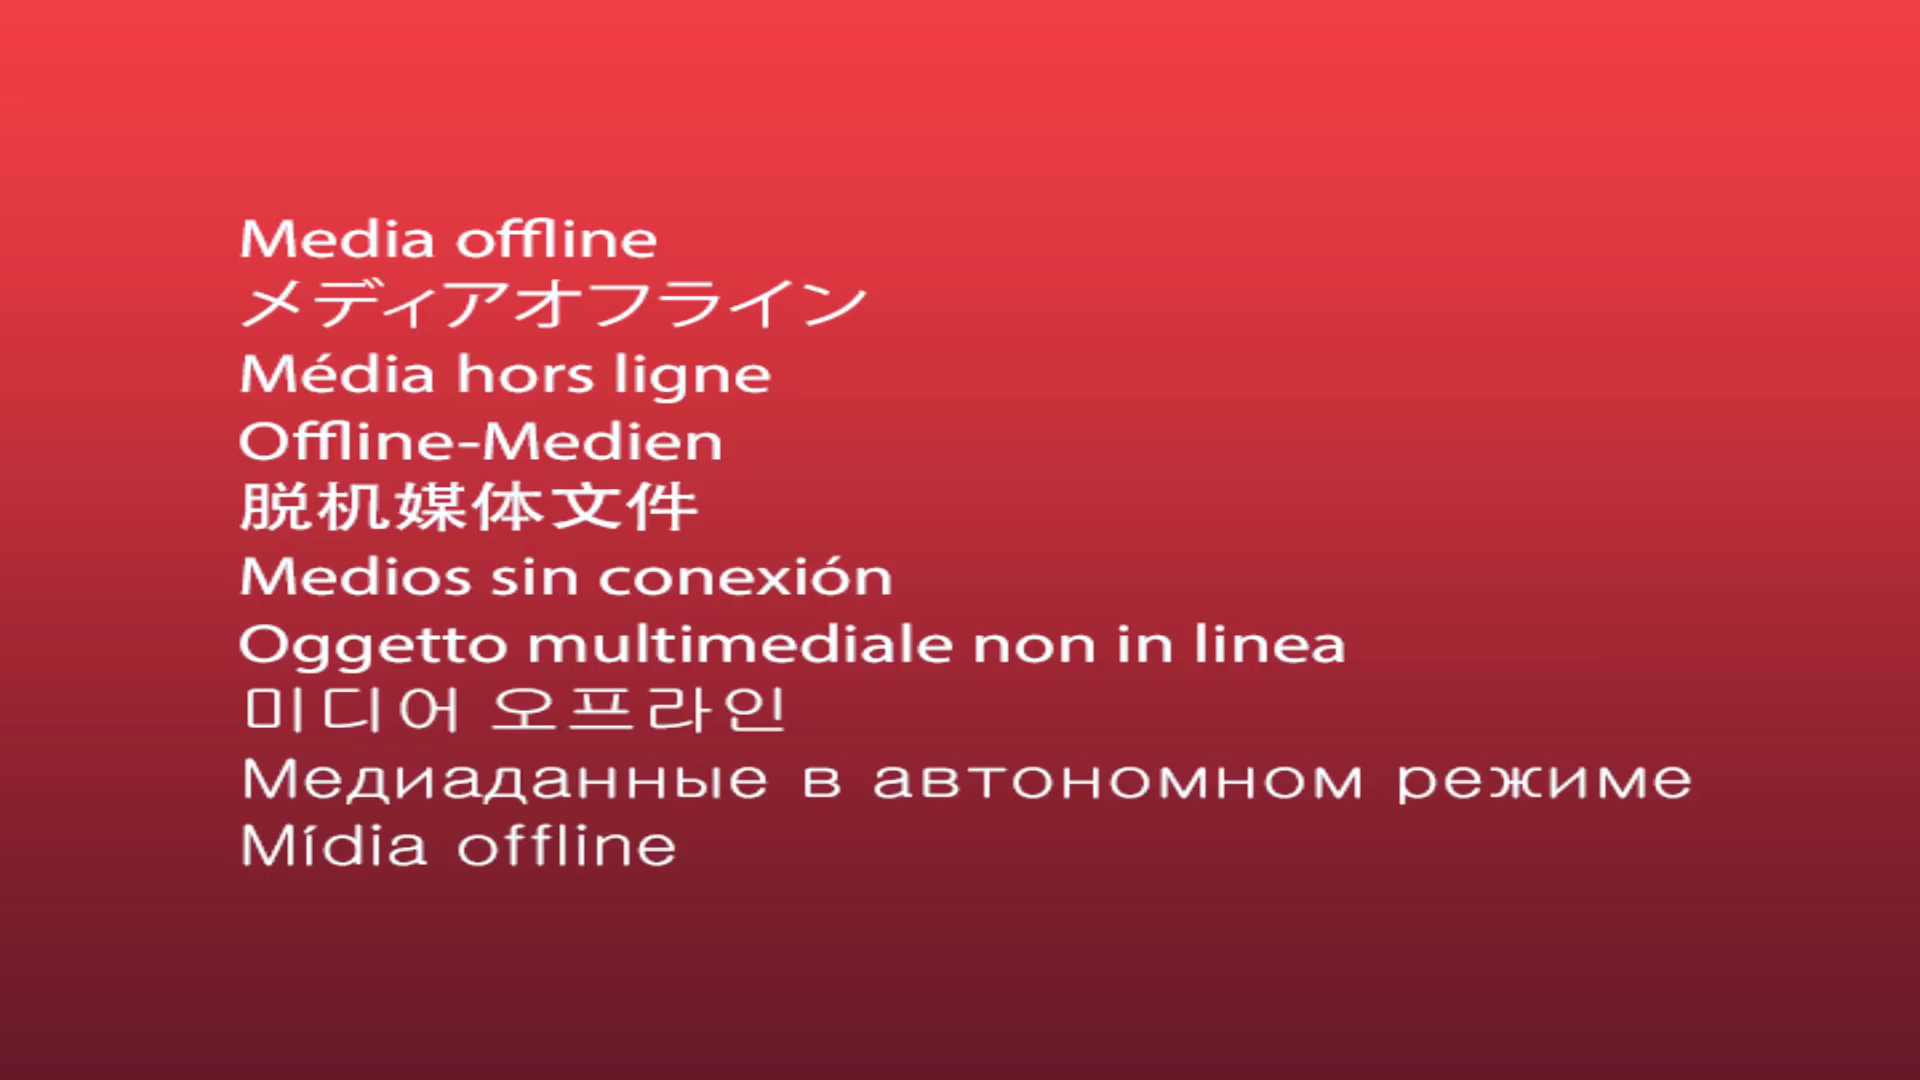 Media offline
メディアオフライン
Média hors ligne
Offline-Medien
脱机媒体文件
Medios sin conexión
Oggetto multimediale non in linea
미디어 오프라인
Медиаданные в автономном режиме
Mídia offline